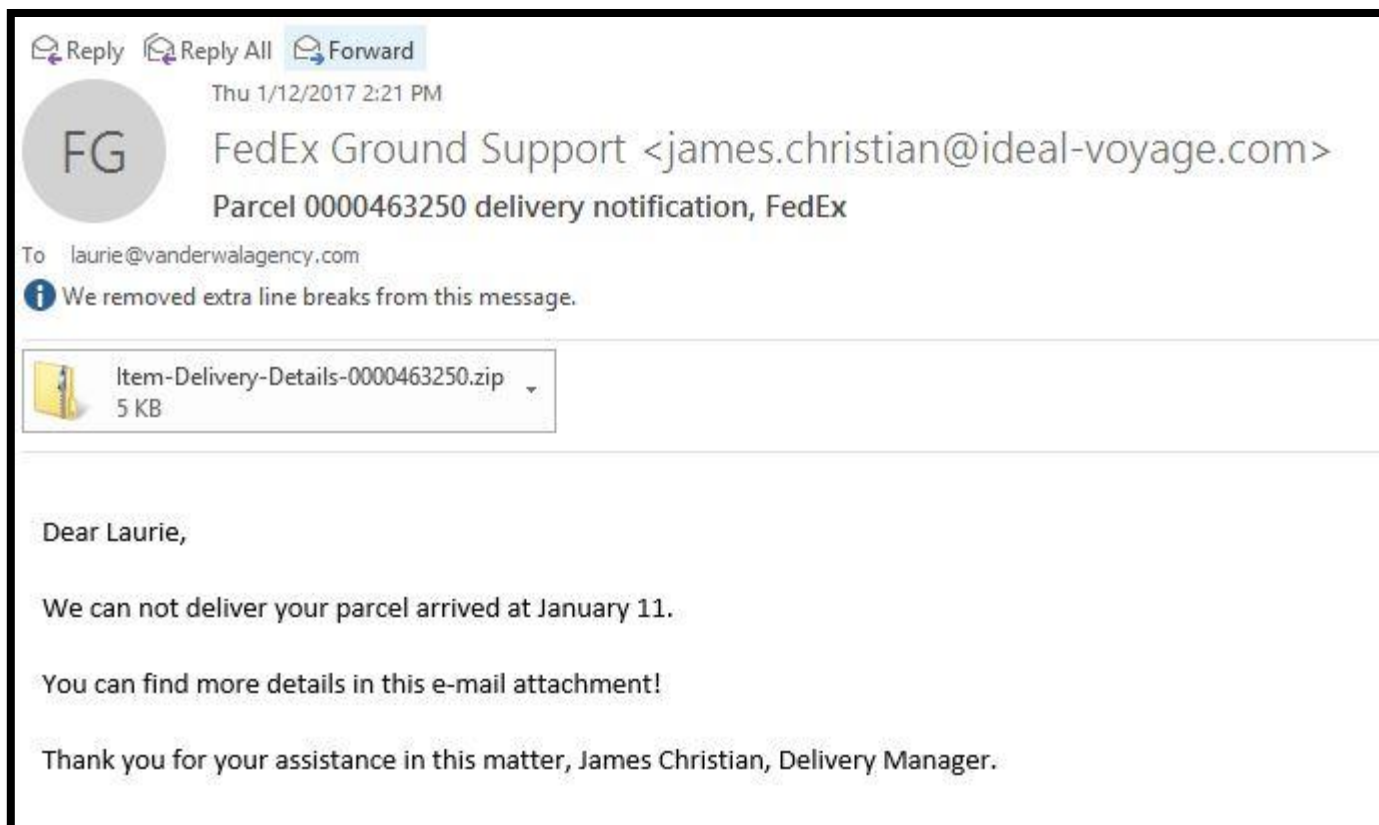 Reply Reply All Forward
Thu 1/12/2017 2:21 PM
FG
FedEx Ground Support <james.christian@ideal-voyage.com>
Parcel 0000463250 delivery notification, FedEx
To laurie@vanderwalagency.com
We removed extra line breaks from this message.
Item-Delivery-Details-0000463250.zip
5 KB
Dear Laurie,
We can not deliver your parcel arrived at January 11.
You can find more details in this e-mail attachment!
Thank you for your assistance in this matter, James Christian, Delivery Manager.